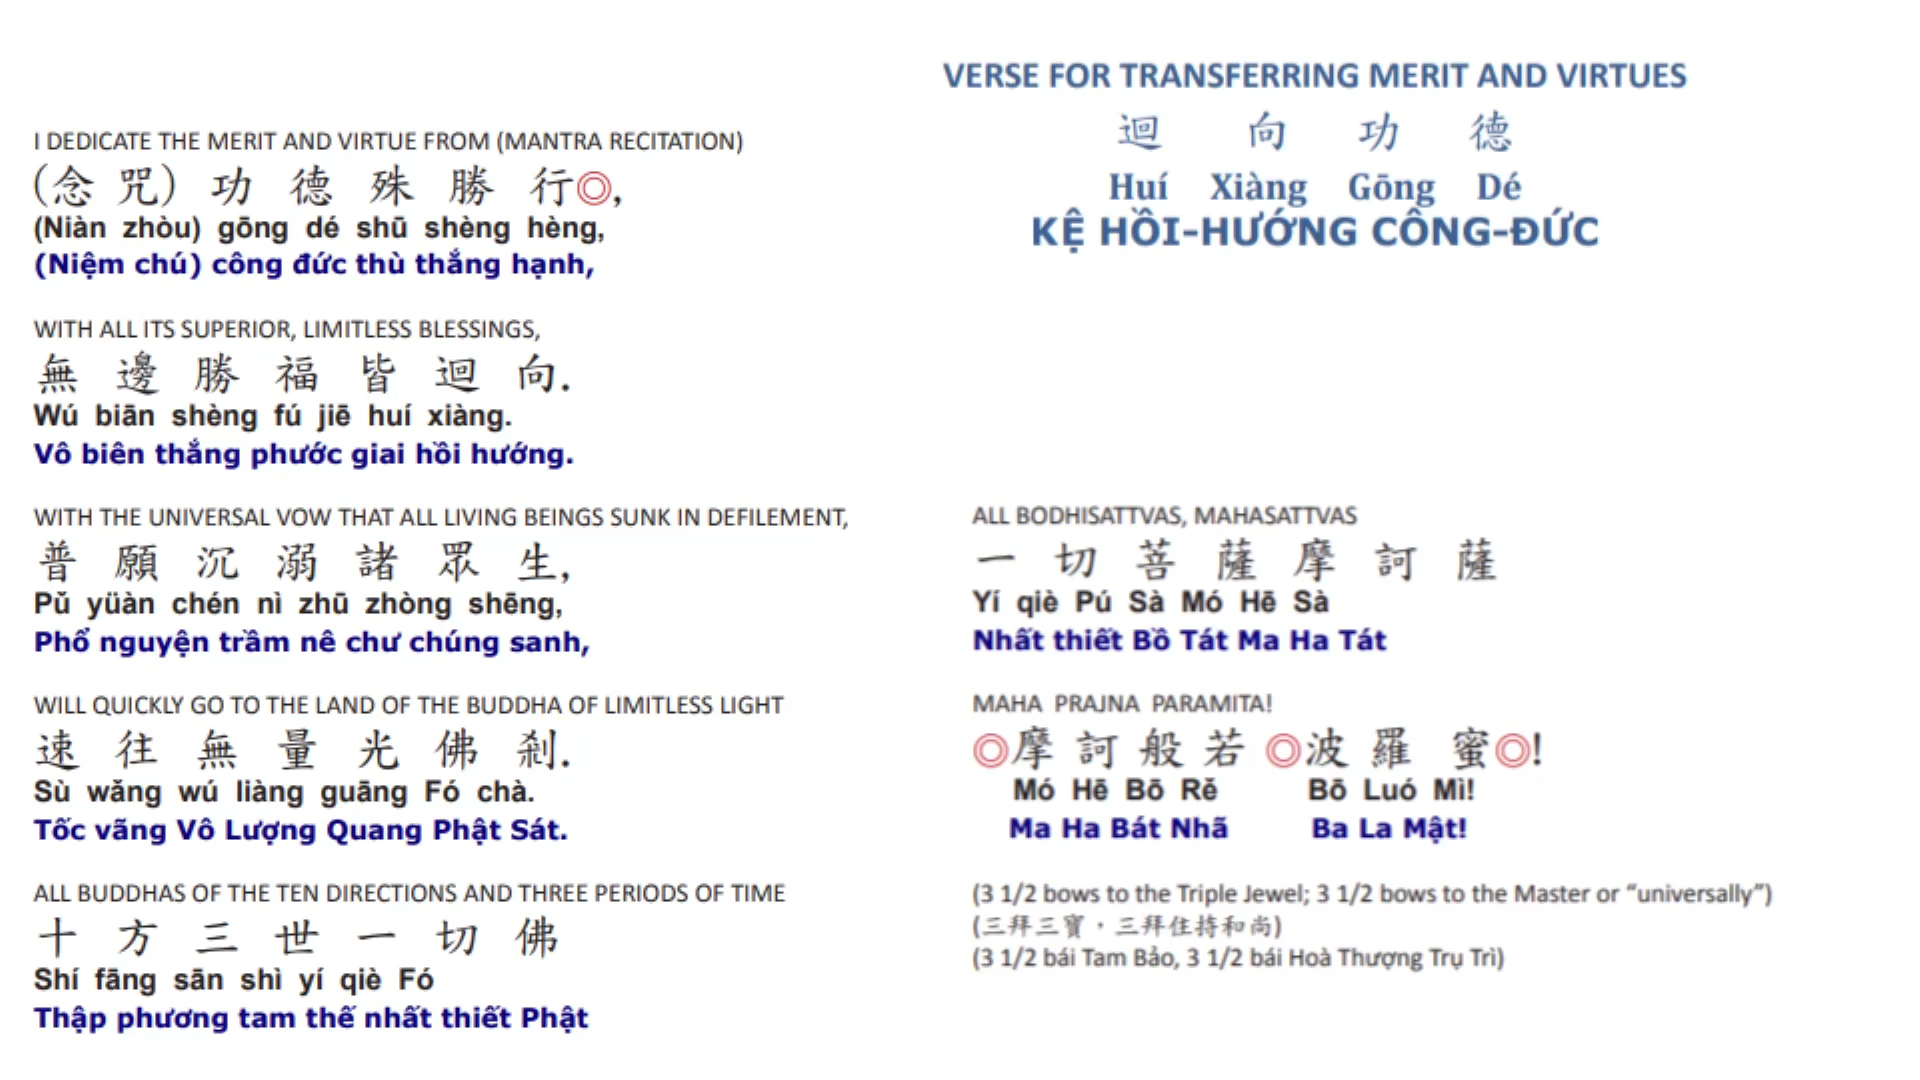 VERSE FOR TRANSFERRING MERIT AND VIRTUES
迴 向 功 德
Huí Xiàng Gōng Dé
KỆ HỒI-HƯỚNG CÔNG-ĐỨC
I DEDICATE THE MERIT AND VIRTUE FROM (MANTRA RECITATION)
(念 咒) 功 德 殊 勝 行◎,
(Niàn zhòu) gōng dé shū shèng hèng,
(Niệm chú) công đức thù thắng hạnh,
WITH ALL ITS SUPERIOR, LIMITLESS BLESSINGS,
無 邊 勝 福 皆 迴 向.
Wú biān shèng fú jiē huí xiàng.
Vô biên thắng phước giai hồi hướng.
WITH THE UNIVERSAL VOW THAT ALL LIVING BEINGS SUNK IN DEFILEMENT,
普 願 沉 溺 諸 眾 生,
Pǔ yüàn chén nì zhū zhòng shēng,
Phổ nguyện trầm nê chư chúng sanh,
WILL QUICKLY GO TO THE LAND OF THE BUDDHA OF LIMITLESS LIGHT
速 往 無 量 光 佛 剎.
Sù wǎng wú liàng guāng Fó chà.
Tốc vãng Vô Lượng Quang Phật Sát.
ALL BUDDHAS OF THE TEN DIRECTIONS AND THREE PERIODS OF TIME
十 方 三 世 一 切 佛
Shí fāng sān shì yí qiè Fó
Thập phương tam thế nhất thiết Phật
ALL BODHISATTVAS, MAHASATTVAS
一 切 菩 薩 摩 訶 薩
Yí qiè Pú Sà Mó Hē Sà
Nhất thiết Bồ Tát Ma Ha Tát
MAHA PRAJNA PARAMITA!
◎摩 訶 般 若 ◎波 羅 蜜◎!
Mó Hē Bō Rě Bō Luó Mì!
Ma Ha Bát Nhã Ba La Mật!
(3 1/2 bows to the Triple Jewel; 3 1/2 bows to the Master or “universally”)
(三拜三寶，三拜住持和尚)
(3 1/2 bái Tam Bảo, 3 1/2 bái Hoà Thượng Trụ Trì)